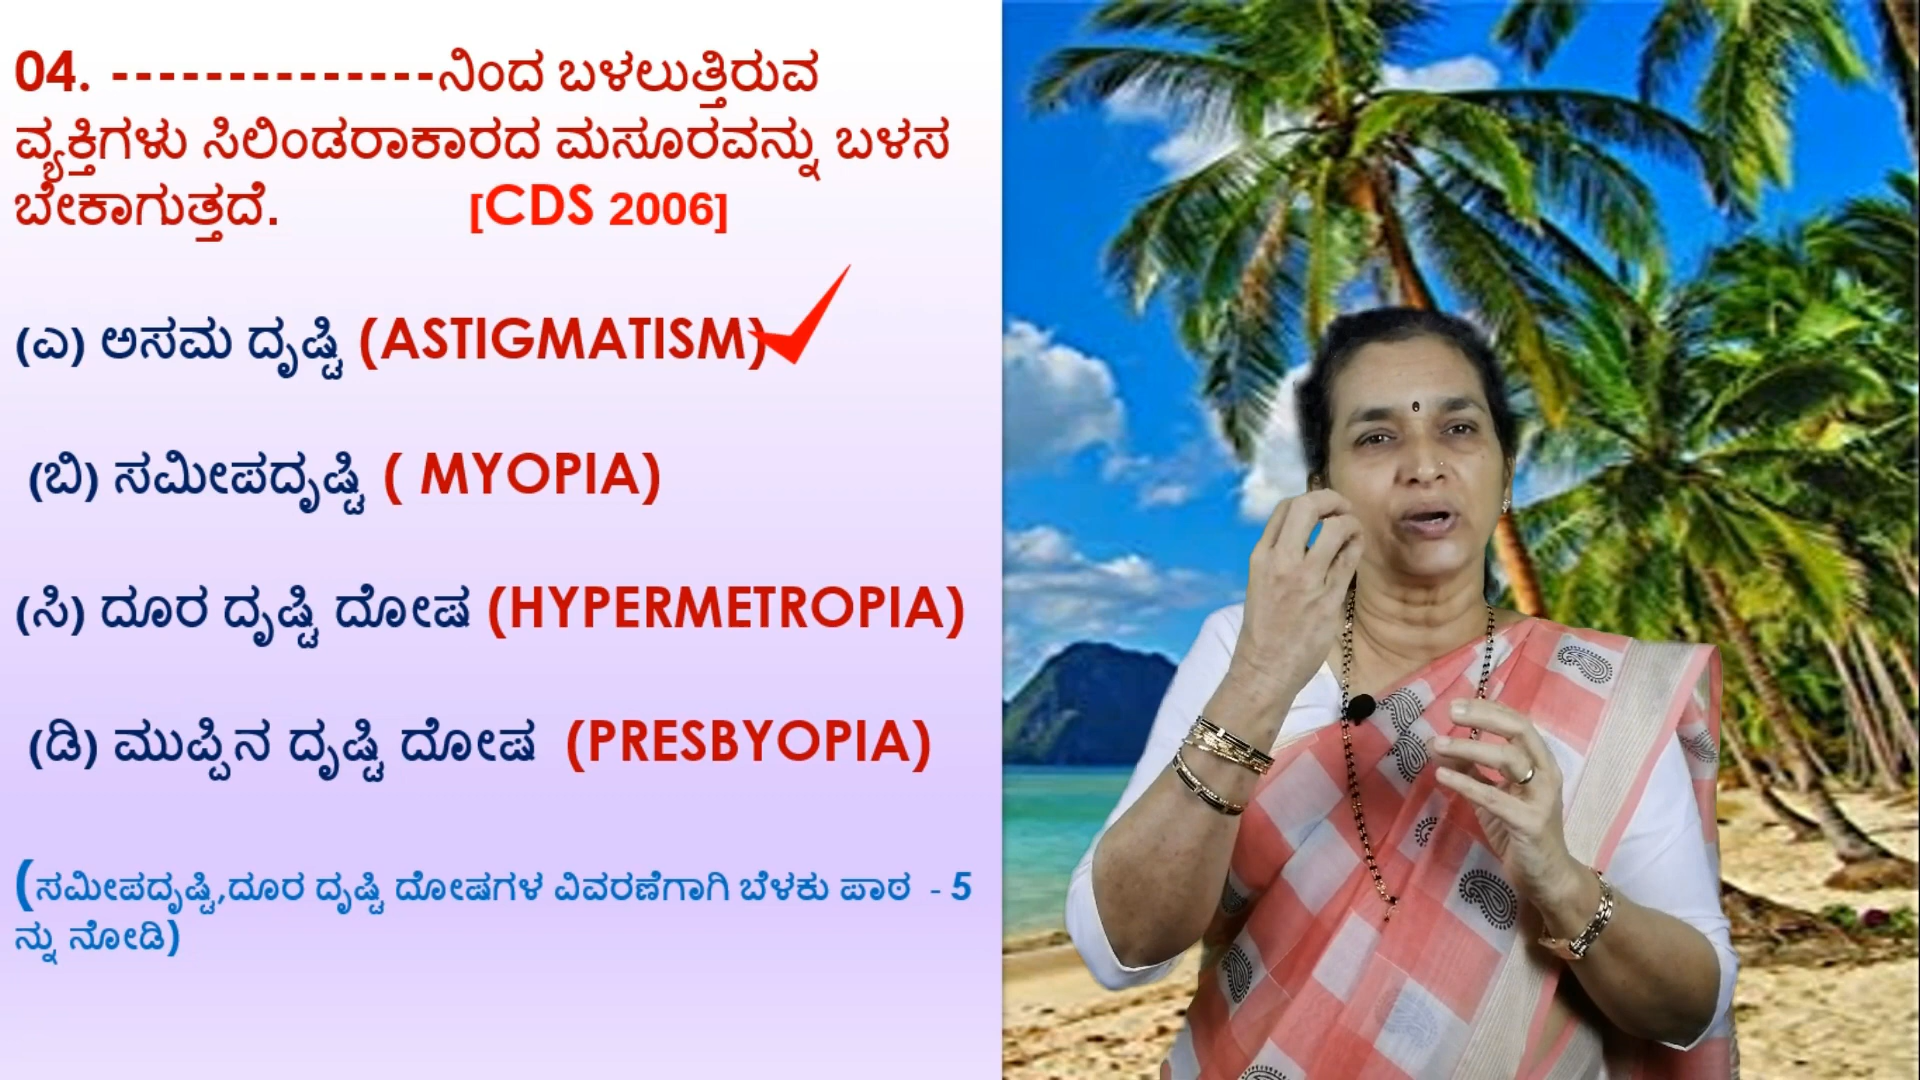 04. --------------ನಿಂದ ಬಳಲುತ್ತಿರುವ
ವ್ಯಕ್ತಿಗಳು ಸಿಲಿಂಡರಾಕಾರದ ಮಸೂರವನ್ನು ಬಳಸ
ಬೇಕಾಗುತ್ತದೆ. [CDS 2006]
(ಎ) ಅಸಮ ದೃಷ್ಟಿ (ASTIGMATISM)
(ಬಿ) ಸಮೀಪದೃಷ್ಟಿ ( MYOPIA)
(ಸಿ) ದೂರ ದೃಷ್ಟಿ ದೋಷ (HYPERMETROPIA)
(ಡಿ) ಮುಪ್ಪಿನ ದೃಷ್ಟಿ ದೋಷ (PRESBYOPIA)
(ಸಮೀಪದೃಷ್ಟಿ,ದೂರ ದೃಷ್ಟಿ ದೋಷಗಳ ವಿವರಣೆಗಾಗಿ ಬೆಳಕು ಪಾಠ - 5
ನ್ನು ನೋಡಿ)